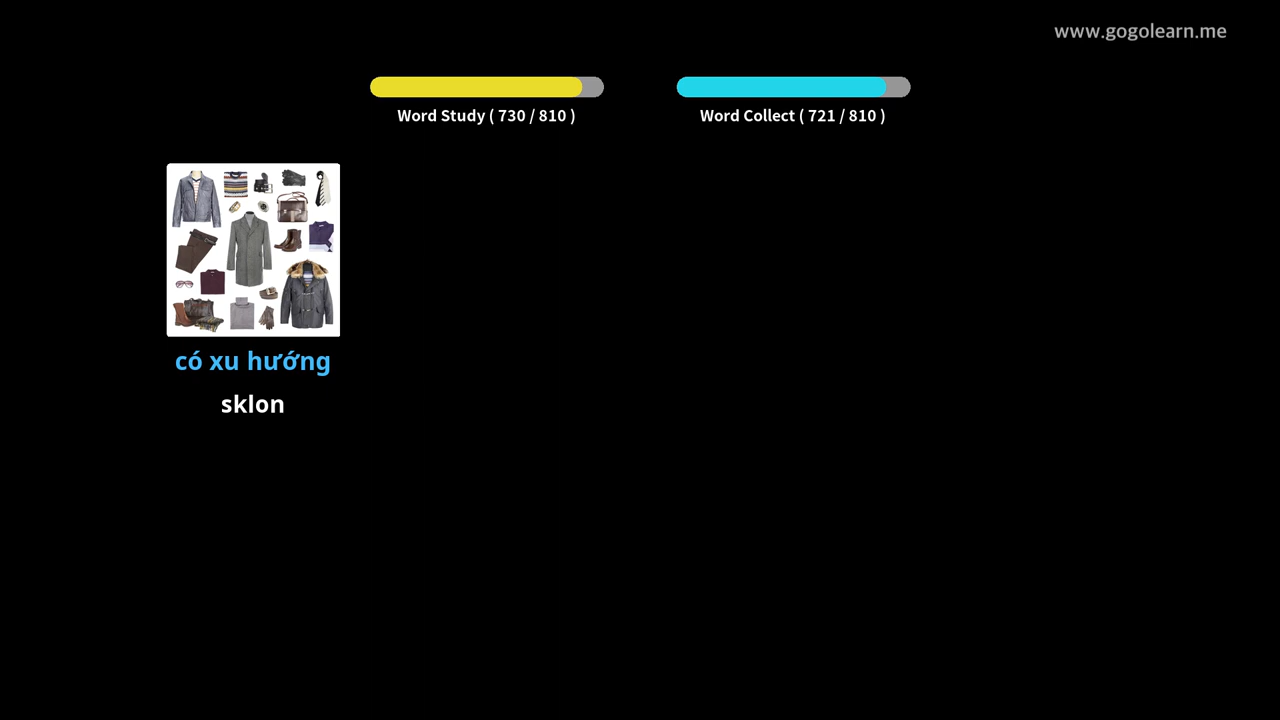 www.gogolearn.me
Word Study ( 730 / 810 )
Word Collect ( 721 / 810 )
có xu hướng
sklon